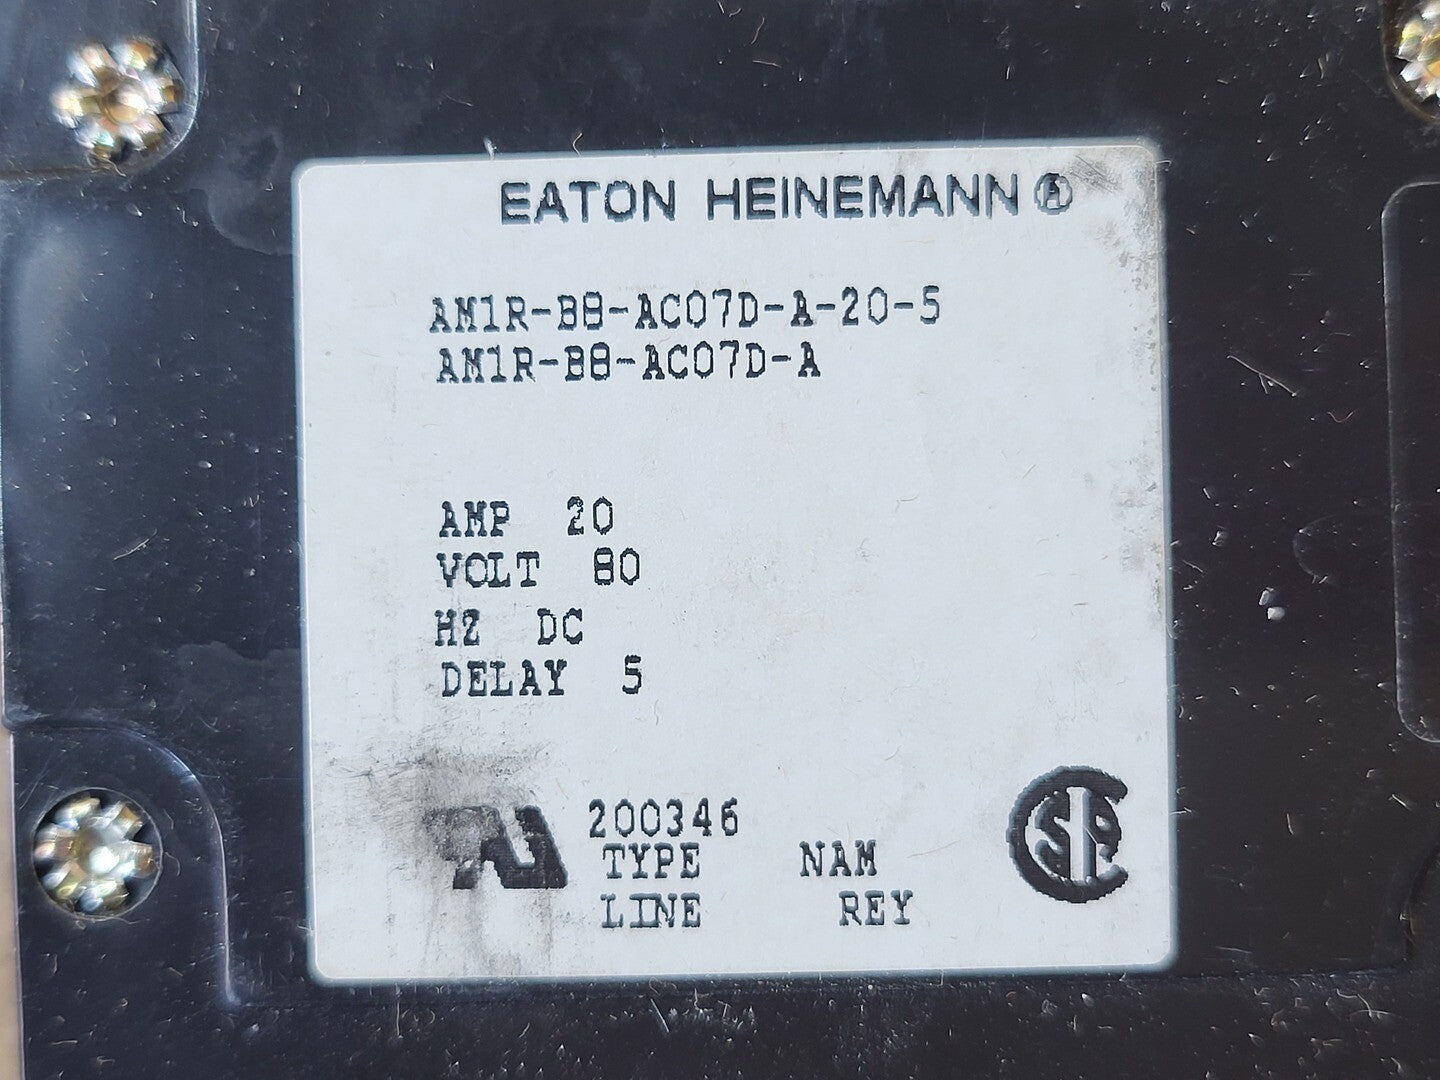 EATON HEINEMANN ®
AM1R-B8-AC07D-A-20-5
AM1R-B8-AC07D-A
AMP 20
VOLT 80
HZ DC
DELAY 5
200346
TYPE NAM
LINE REY